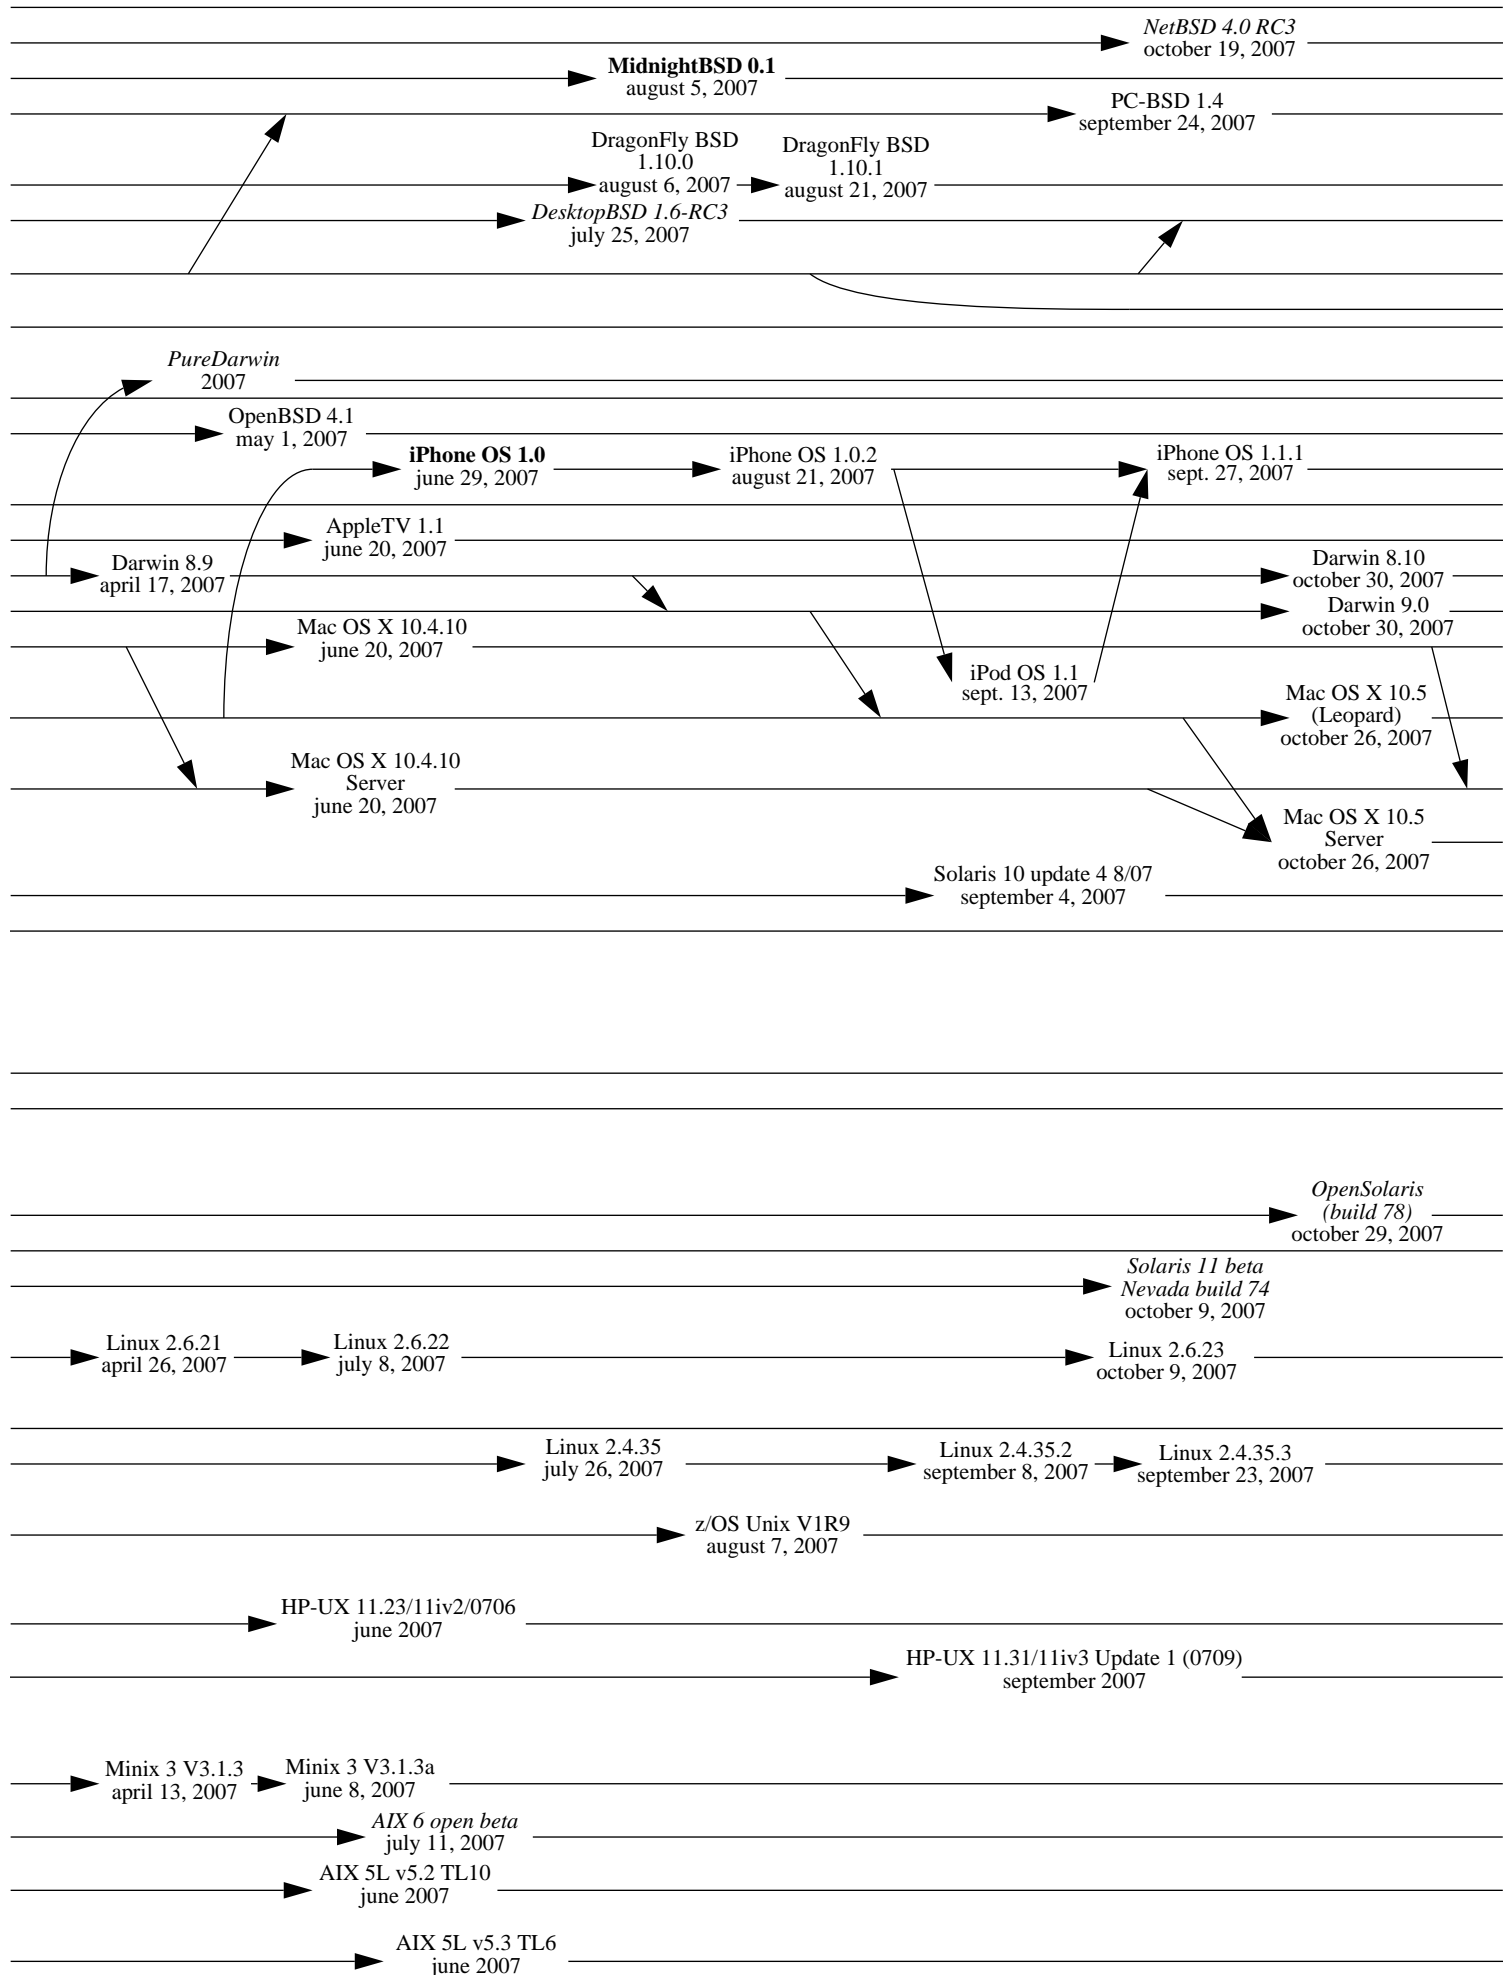 NetBSD 4.0 RC3
october 19, 2007
MidnightBSD 0.1
august 5, 2007
PC-BSD 1.4
september 24, 2007
DragonFly BSD
1.10.0
august 6, 2007
DragonFly BSD
1.10.1
august 21, 2007
DesktopBSD 1.6-RC3
july 25, 2007
PureDarwin
2007
OpenBSD 4.1
may 1, 2007
iPhone OS 1.0
june 29, 2007
iPhone OS 1.0.2
august 21, 2007
iPhone OS 1.1.1
sept. 27, 2007
AppleTV 1.1
june 20, 2007
Darwin 8.9
april 17, 2007
Darwin 8.10
october 30, 2007
Darwin 9.0
october 30, 2007
Mac OS X 10.4.10
june 20, 2007
iPod OS 1.1
sept. 13, 2007
Mac OS X 10.5
(Leopard)
october 26, 2007
Mac OS X 10.4.10
Server
june 20, 2007
Mac OS X 10.5
Server
october 26, 2007
Solaris 10 update 4 8/07
september 4, 2007
OpenSolaris
(build 78)
october 29, 2007
Solaris 11 beta
Nevada build 74
october 9, 2007
Linux 2.6.21
april 26, 2007
Linux 2.6.22
july 8, 2007
Linux 2.6.23
october 9, 2007
Linux 2.4.35
july 26, 2007
Linux 2.4.35.2
september 8, 2007
Linux 2.4.35.3
september 23, 2007
z/OS Unix V1R9
august 7, 2007
HP-UX 11.23/11iv2/0706
june 2007
HP-UX 11.31/11iv3 Update 1 (0709)
september 2007
Minix 3 V3.1.3
april 13, 2007
Minix 3 V3.1.3a
june 8, 2007
AIX 6 open beta
july 11, 2007
AIX 5L v5.2 TL10
june 2007
AIX 5L v5.3 TL6
june 2007